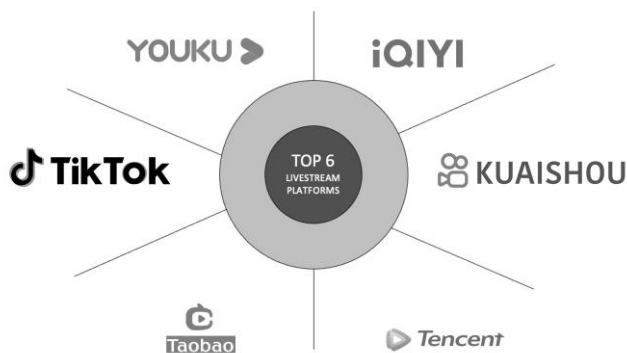 YOUKU
iQIYI
TikTok
TOP 6
LIVESTREAM
PLATFORMS
KUAISHOU
Taobao
Tencent